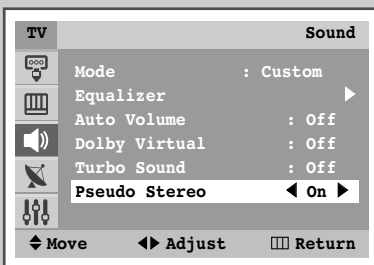 TV Sound
Mode : Custom
Equalizer
Auto Volume : Off
Dolby Virtual : Off
Turbo Sound : Off
Pseudo Stereo On
Move Adjust Return